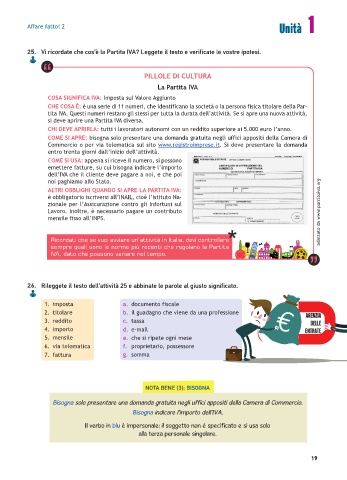 Affare fatto! 2
Unità 1
25. Vi ricordate che cos'è la Partita IVA? Leggete il testo e verificate le vostre ipotesi.
PILLOLE DI CULTURA
La Partita IVA
COSA SIGNIFICA IVA: Imposta sul Valore Aggiunto
CHE COSA È: è una serie di 11 numeri, che identificano la società o la persona fisica titolare della Par-
tita IVA. Questi numeri restano gli stessi per tutta la durata dell'attività. Se si apre una nuova attività,
si deve aprire una Partita IVA diversa.
CHI DEVE APRIRLA: tutti i lavoratori autonomi con un reddito superiore ai 5.000 euro l'anno.
COME SI APRE: bisogna solo presentare una domanda gratuita negli uffici appositi della Camera di
Commercio o per via telematica sul sito www.registroimprese.it. Si deve presentare la domanda
entro trenta giorni dall'inizio dell'attività.
COME SI USA: appena si riceve il numero, si possono
emettere fatture, su cui bisogna indicare l'importo
dell'IVA che il cliente deve pagare a noi, e che poi
noi paghiamo allo Stato.
ALTRI OBBLIGHI QUANDO SI APRE LA PARTITA IVA:
è obbligatorio iscriversi all'INAIL, cioè l'Istituto Na-
zionale per l'Assicurazione contro gli Infortuni sul
Lavoro. Inoltre, è necessario pagare un contributo
mensile fisso all'INPS.
Ricordati che se vuoi avviare un'attività in Italia, devi controllare
sempre quali sono le norme più recenti che regolano la Partita
IVA, dato che possono variare nel tempo.
adattato da www.partitaiva.org
26. Rileggete il testo dell'attività 25 e abbinate le parole al giusto significato.
1. imposta
2. titolare
3. reddito
4. importo
5. mensile
6. via telematica
7. fattura
a. documento fiscale
b. il guadagno che viene da una professione
c. tassa
d. e-mail
e. che si ripete ogni mese
f. proprietario, possessore
g. somma
AGENZIA
DELLE
ENTRATE
NOTA BENE (3): BISOGNA
Bisogna solo presentare una domanda gratuita negli uffici appositi della Camera di Commercio.
Bisogna indicare l'importo dell'IVA.
Il verbo in blu è impersonale: il soggetto non è specificato e si usa solo
alla terza persona singolare.
19